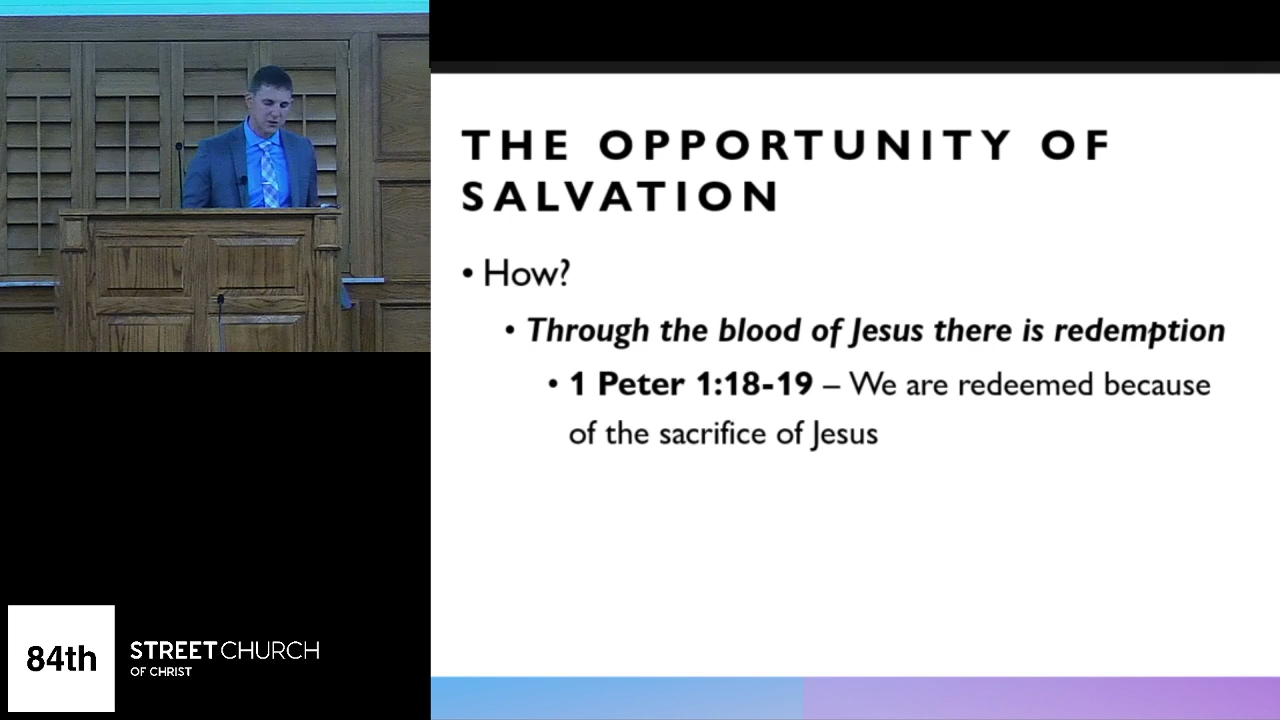 THE OPPORTUNITY OF
SALVATION
• How?
• Through the blood of Jesus there is redemption
• 1 Peter 1:18-19 – We are redeemed because
of the sacrifice of Jesus
84th
STREET CHURCH
OF CHRIST